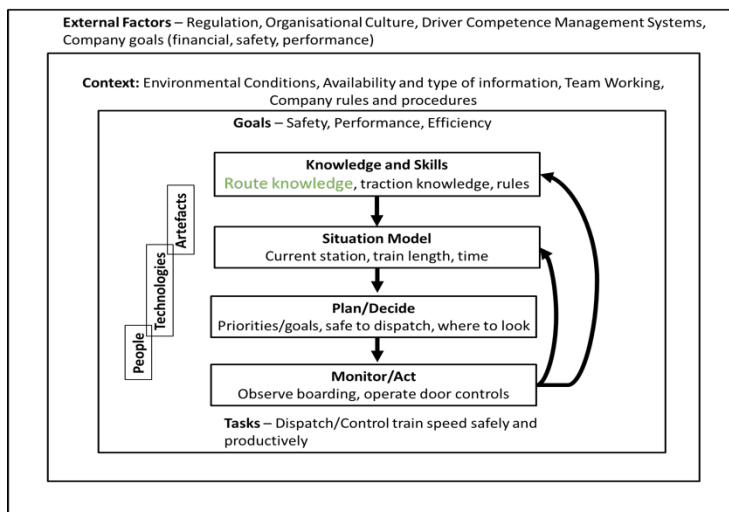 External Factors – Regulation, Organisational Culture, Driver Competence Management Systems,
Company goals (financial, safety, performance)
Context: Environmental Conditions, Availability and type of information, Team Working,
Company rules and procedures
Goals – Safety, Performance, Efficiency
Knowledge and Skills
Route knowledge, traction knowledge, rules
Artefacts
Situation Model
Current station, train length, time
Technologies
Plan/Decide
Priorities/goals, safe to dispatch, where to look
People
Monitor/Act
Observe boarding, operate door controls
Tasks – Dispatch/Control train speed safely and
productively